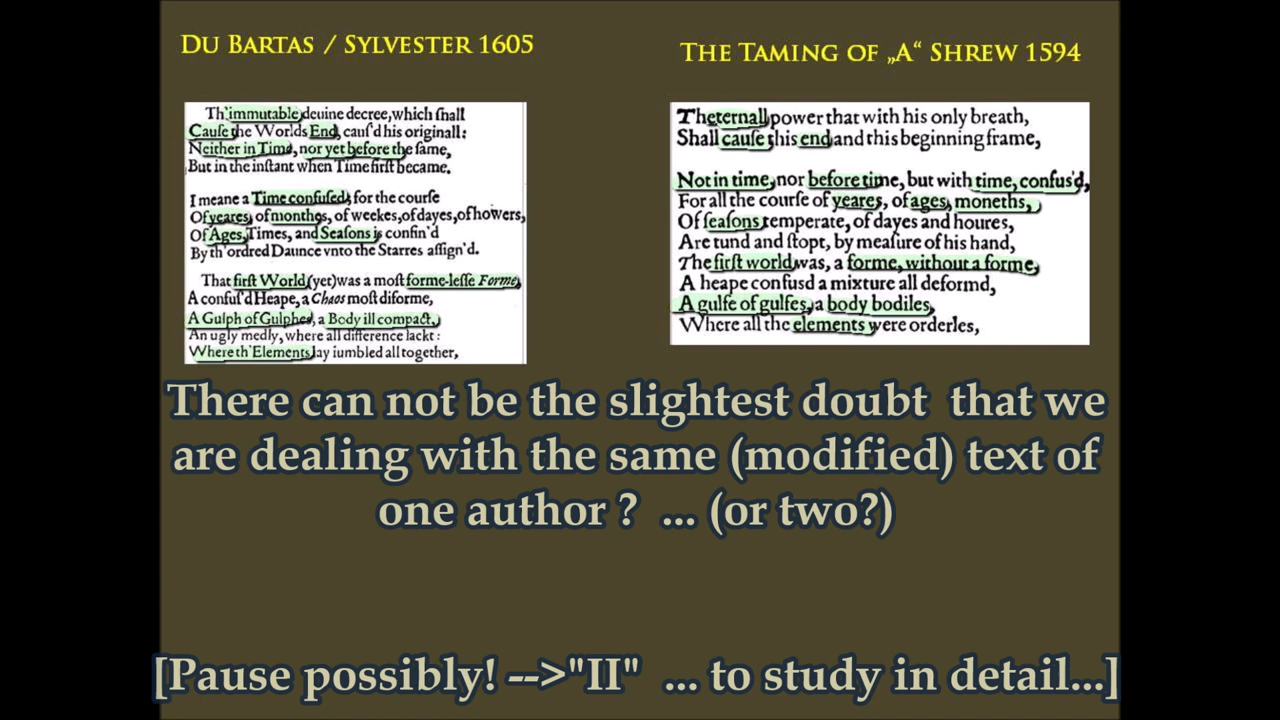 DU BARTAS / SYLVESTER 1605
Th'immutable deuine decree, which ſhall
Cauſe the Worlds End, cauſ'd his originall:
Neither in Time, nor yet before the ſame,
But in the inſtant when Time firſt became.
I meane a Time confuſed, for the courſe
Of yeares, of months, of weekes, of dayes, of howers,
Of Ages, Times, and Seaſons is confin'd
By th'ordred Daunce vnto the Starres aſſign'd.
That firſt World (yet) was a moſt forme-leſſe Forme,
A confuſ'd Heape, a Chaos moſt diforme,
A Gulph of Gulphes, a Body ill compact,
An ugly medly, where all difference lackt:
Where th'Elements lay iumbled all together,
THE TAMING OF „A“ SHREW 1594
Theternall power that with his only breath,
Shall cauſe this end and this beginning frame,
Not in time, nor before time, but with time, confus'd,
For all the courſe of yeares, of ages, moneths,
Of ſeaſons temperate, of dayes and houres,
Are tund and ſtopt, by meaſure of his hand,
The firſt world was, a forme, without a forme,
A heape confusd a mixture all deformd,
A gulfe of gulfes, a body bodiles,
Where all the elements were orderles,
There can not be the slightest doubt that we
are dealing with the same (modified) text of
one author ? ... (or two?)
[Pause possibly! -->"II" ... to study in detail...]